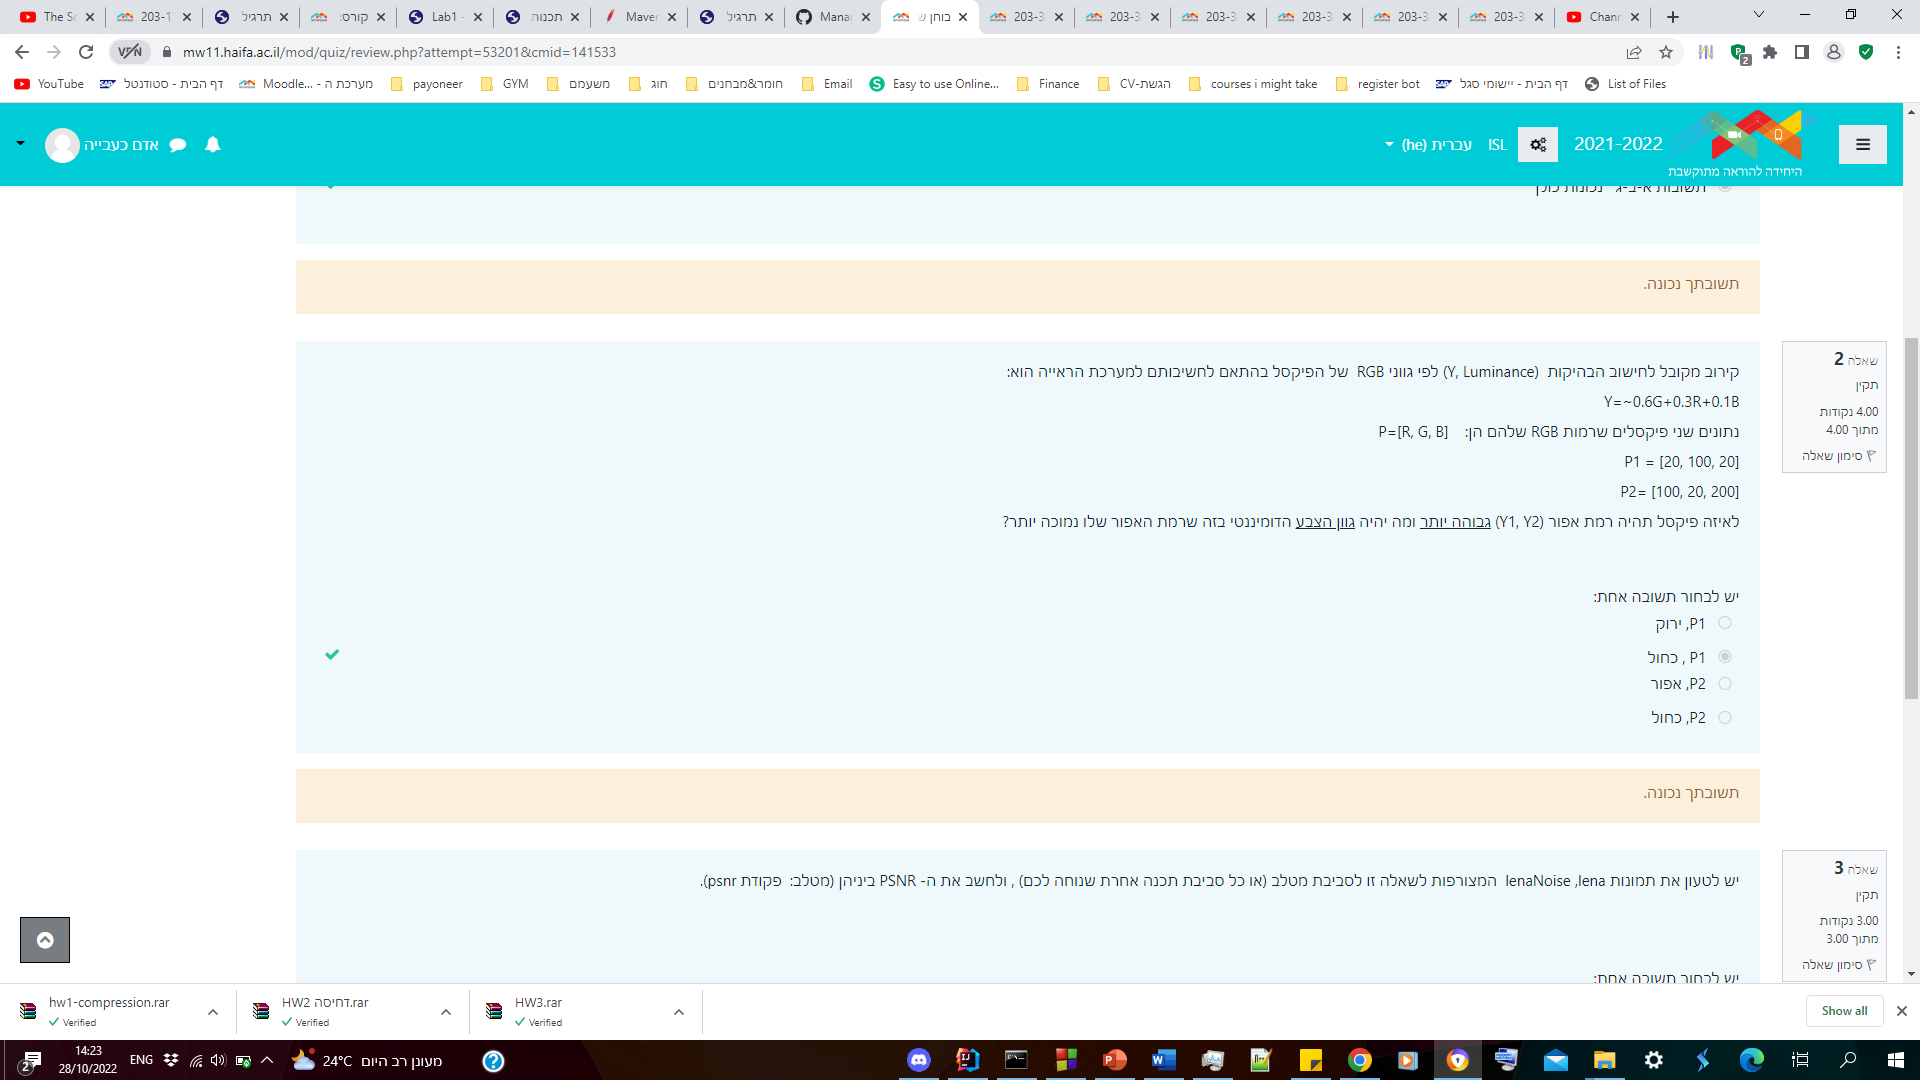 The Sc
203-1
תרגיל
קורס:
Lab1 -
תכנות
Maven
תרגיל
Mana
בוחן ש
203-3
203-3
203-3
203-3
203-3
203-3
Chann
VPN
mw11.haifa.ac.il/mod/quiz/review.php?attempt=53201&cmid=141533
2
YouTube
דף הבית - סטודנטל
Moodle... - מערכת ה
payoneer
GYM
משעמם
חוג
חומר&מבחנים
Email
Easy to use Online...
Finance
CV-הגשת
courses i might take
register bot
דף הבית - יישומי סגל
List of Files
2021-2022
ISL
עברית ‎(he)‎
אדם כעבייה
היחידה להוראה מתוקשבת
תשובות א-ב-ג נכונות כולן
תשובתך נכונה.
שאלה 2
תקין
4.00 נקודות
מתוך 4.00
סימון שאלה
קירוב מקובל לחישוב הבהיקות (Y, Luminance) לפי גווני RGB של הפיקסל בהתאם לחשיבותם למערכת הראייה הוא:
Y=~0.6G+0.3R+0.1B
נתונים שני פיקסלים שרמות RGB שלהם הן: P=[R, G, B]
P1 = [20, 100, 20]
P2= [100, 20, 200]
לאיזה פיקסל תהיה רמת אפור (Y1, Y2) גבוהה יותר ומה יהיה גוון הצבע הדומיננטי בזה שרמת האפור שלו נמוכה יותר?
יש לבחור תשובה אחת:
P1, ירוק
P1 , כחול
P2, אפור
P2, כחול
תשובתך נכונה.
שאלה 3
תקין
3.00 נקודות
מתוך 3.00
סימון שאלה
יש לטעון את תמונות lenaNoise ,lena המצורפות לשאלה זו לסביבת מטלב (או כל סביבת תכנה אחרת שנוחה לכם) , ולחשב את ה- PSNR ביניהן (מטלב: פקודת psnr).
יש לבחור תשובה אחת:
hw1-compression.rar
Verified
HW2 דחיסה.rar
Verified
HW3.rar
Verified
Show all
2
14:23
28/10/2022
ENG
24°C
מעונן רב היום